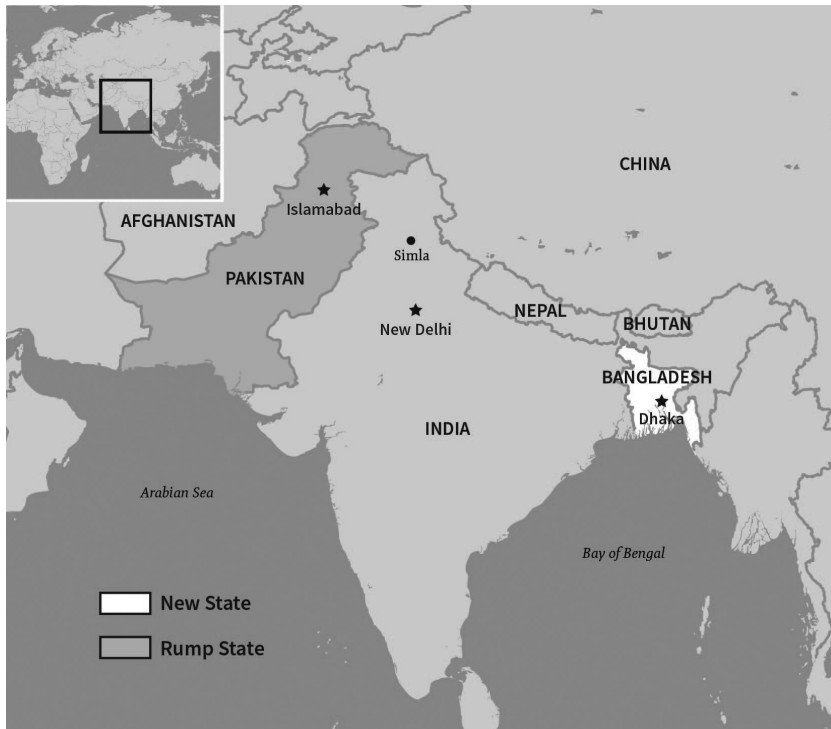 CHINA
Islamabad
AFGHANISTAN
Simla
PAKISTAN
NEPAL
BHUTAN
New Delhi
BANGLADESH
Dhaka
INDIA
Arabian Sea
Bay of Bengal
New State
Rump State